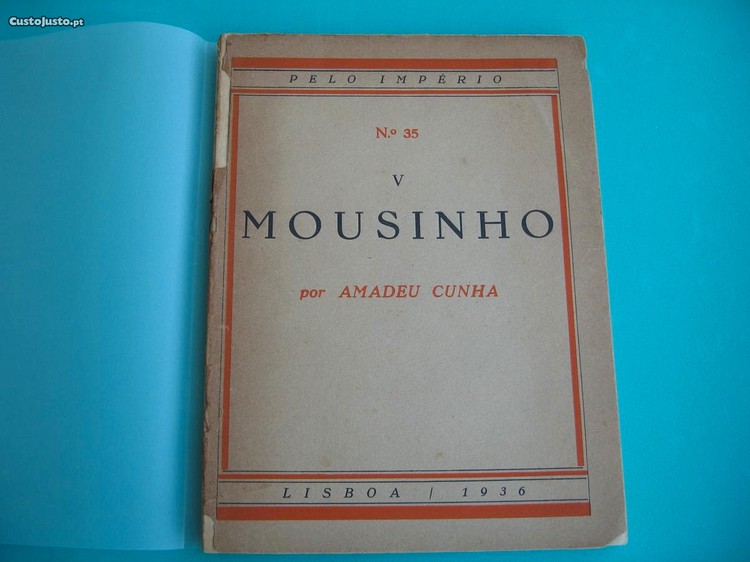 CustoJusto.pt
PELO IMPÉRIO
N.º 35
V
MOUSINHO
por AMADEU CUNHA
LISBOA / 1936